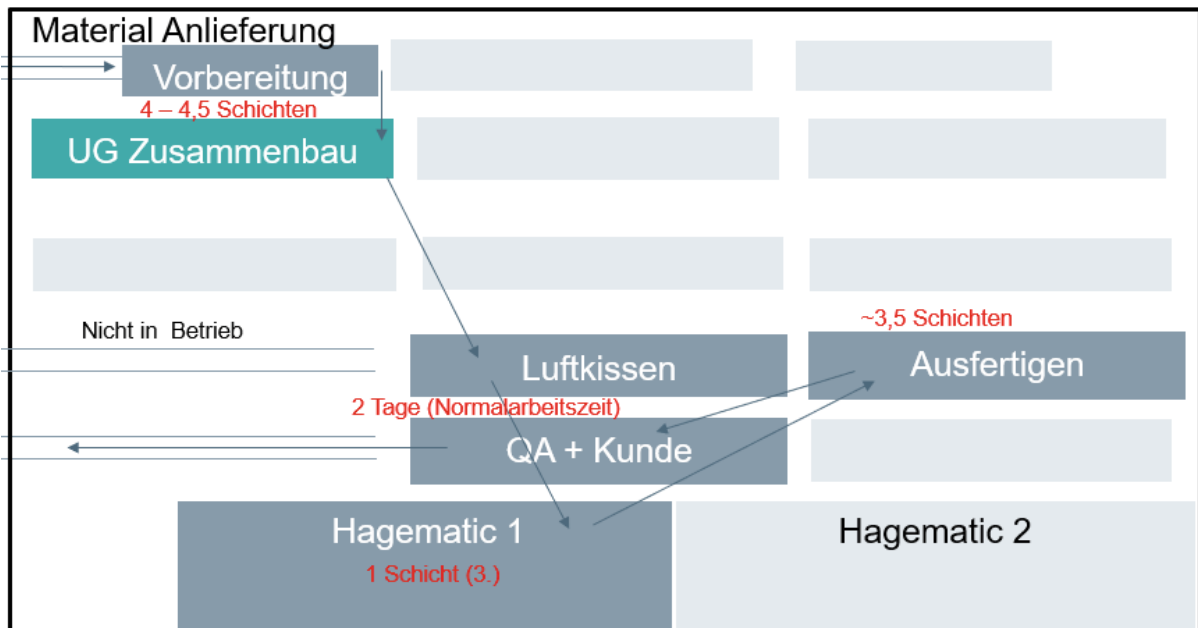 Material Anlieferung
Vorbereitung
4 – 4,5 Schichten
UG Zusammenbau
Nicht in Betrieb
~3,5 Schichten
Luftkissen
Ausfertigen
2 Tage (Normalarbeitszeit)
QA + Kunde
Hagematic 1
Hagematic 2
1 Schicht (3.)